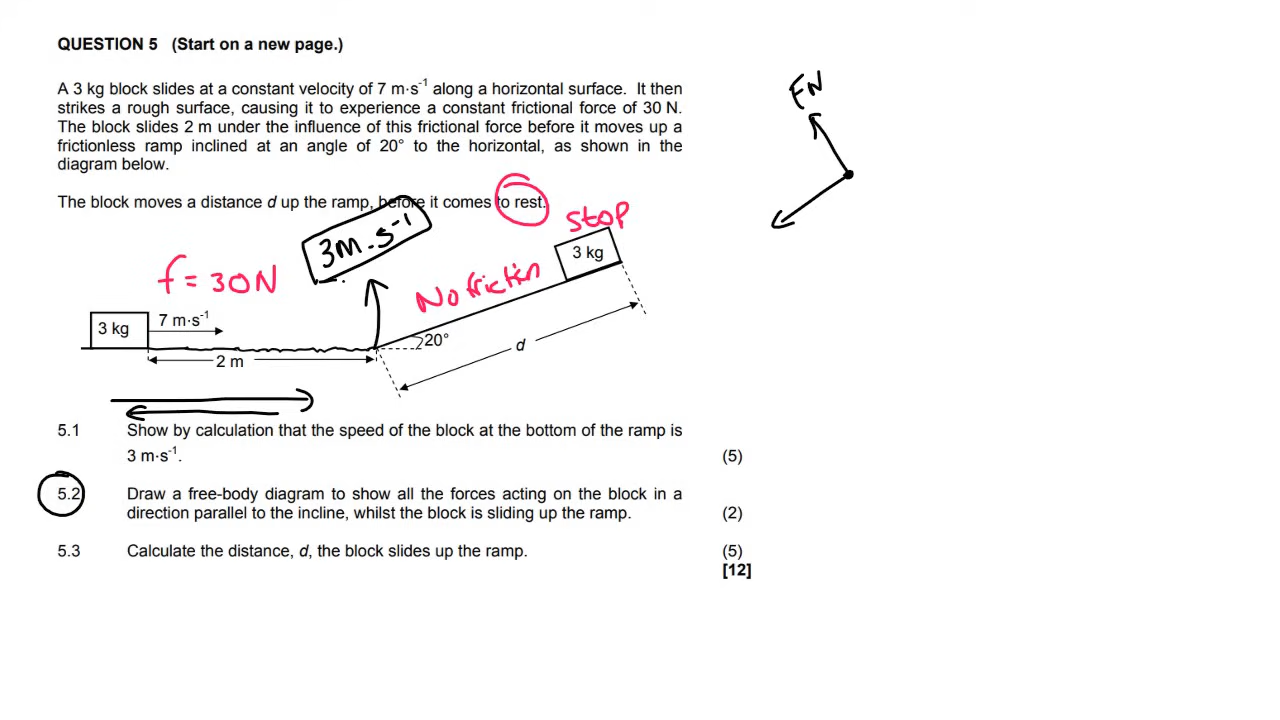 QUESTION 5 (Start on a new page.)
A 3 kg block slides at a constant velocity of 7 m·s⁻¹ along a horizontal surface. It then
strikes a rough surface, causing it to experience a constant frictional force of 30 N.
The block slides 2 m under the influence of this frictional force before it moves up a
frictionless ramp inclined at an angle of 20° to the horizontal, as shown in the
diagram below.
The block moves a distance d up the ramp, before it comes to rest.
FN
3m·s⁻¹
stop
3 kg
f = 30N
No friction
3 kg
7 m·s⁻¹
20°
d
2 m
5.1 Show by calculation that the speed of the block at the bottom of the ramp is
3 m·s⁻¹. (5)
5.2 Draw a free-body diagram to show all the forces acting on the block in a
direction parallel to the incline, whilst the block is sliding up the ramp. (2)
5.3 Calculate the distance, d, the block slides up the ramp. (5)
[12]